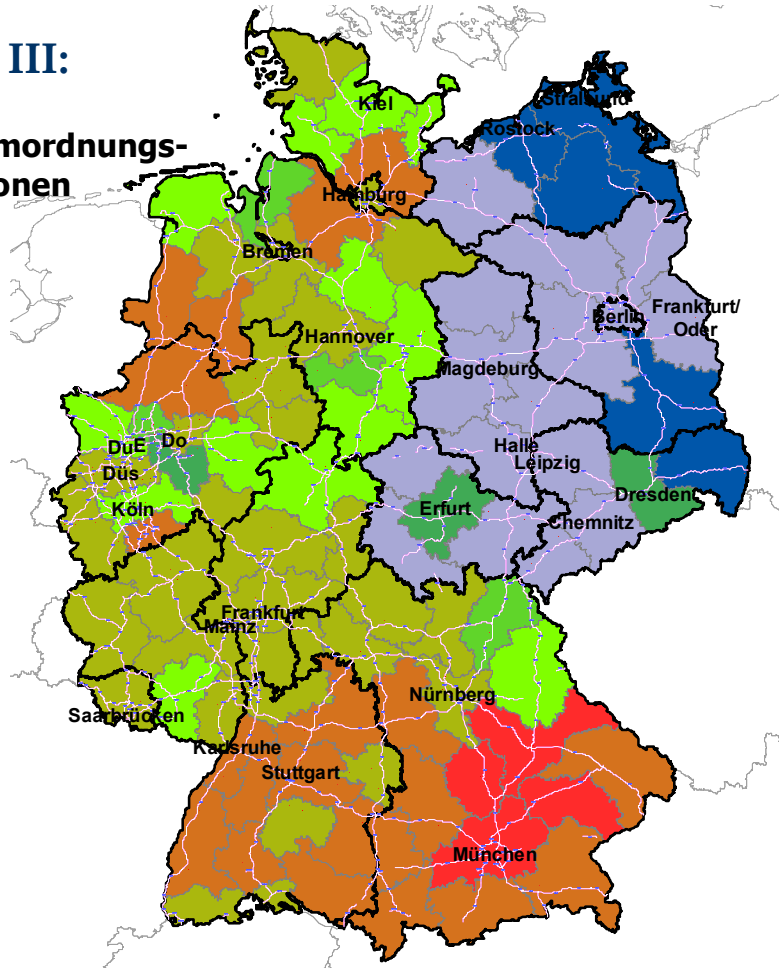 III:
mordnungs-
onen
Kiel
Stralsund
Rostock
Hamburg
Bremen
Hannover
Berlin
Frankfurt/
Oder
Magdeburg
DuE Do
Düs
Köln
Halle
Leipzig
Erfurt
Dresden
Chemnitz
Frankfurt
Mainz
Saarbrücken
Nürnberg
Karlsruhe
Stuttgart
München